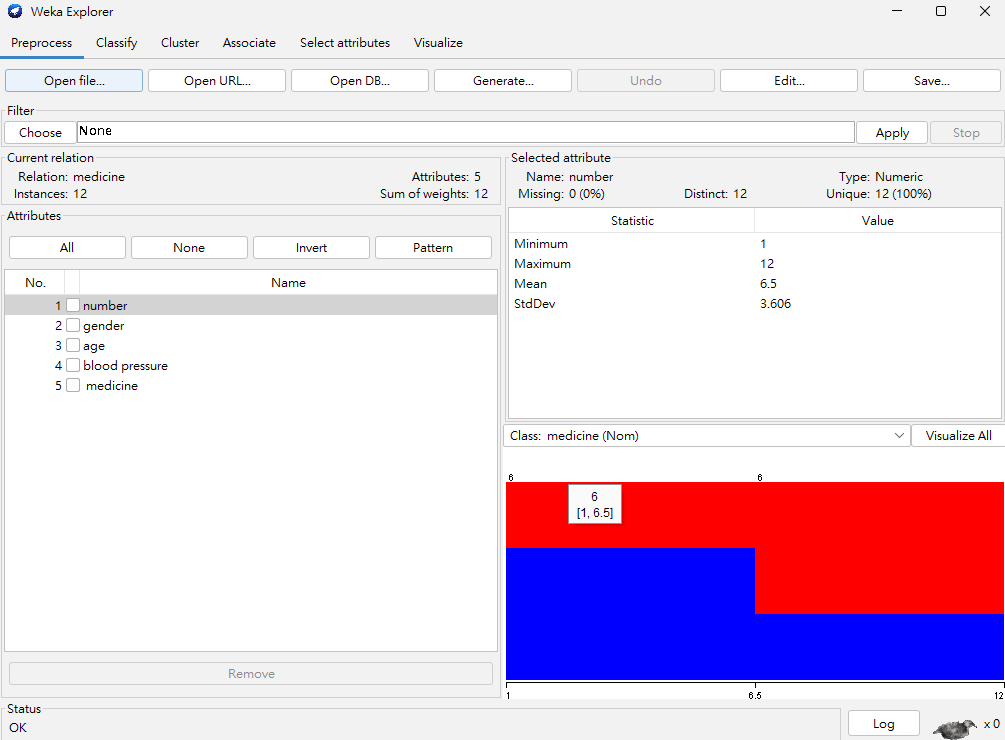 Weka Explorer
Preprocess Classify Cluster Associate Select attributes Visualize
Open file... Open URL... Open DB... Generate... Undo Edit... Save...
Filter
Choose None Apply Stop
Current relation
Relation: medicine Attributes: 5
Instances: 12 Sum of weights: 12
Attributes
All None Invert Pattern
No. Name
1 number
2 gender
3 age
4 blood pressure
5 medicine
Remove
Selected attribute
Name: number Type: Numeric
Missing: 0 (0%) Distinct: 12 Unique: 12 (100%)
Statistic Value
Minimum 1
Maximum 12
Mean 6.5
StdDev 3.606
Class: medicine (Nom) Visualize All
6 6
6
[1, 6.5]
1 6.5 12
Status
OK
Log x 0